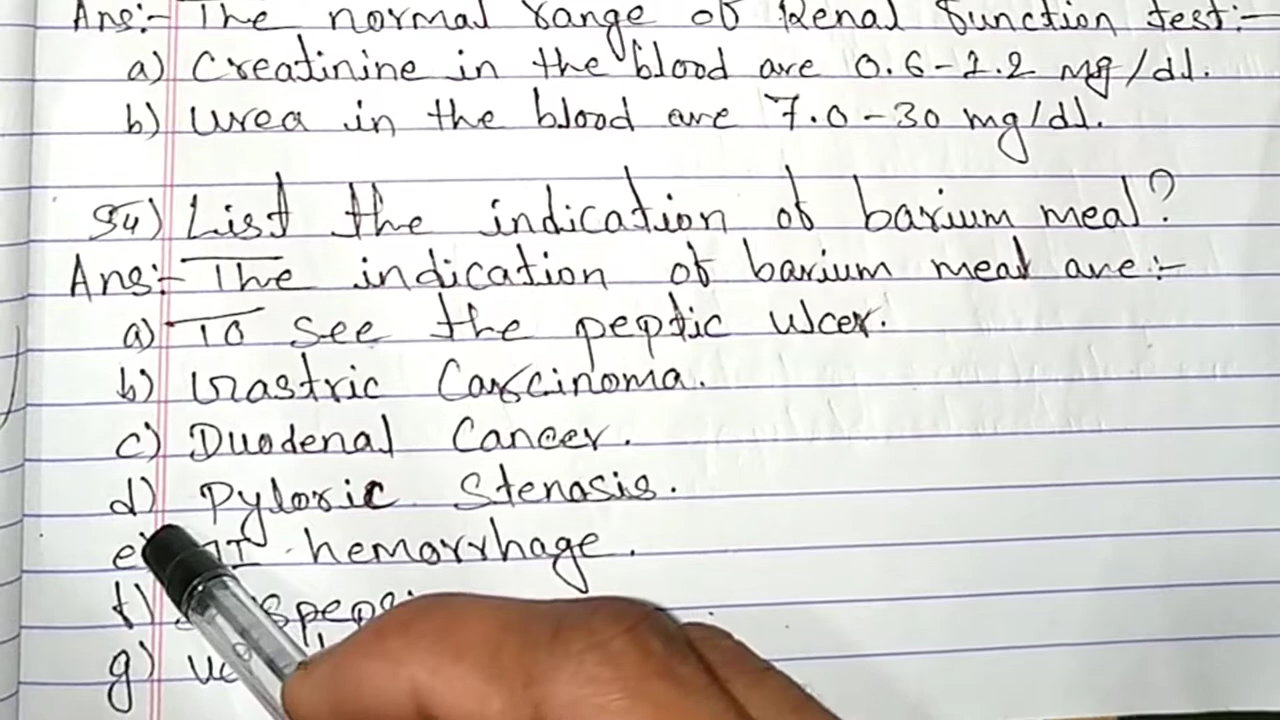 Ans:- The normal range of Renal function test:-
a) Creatinine in the blood are 0.6-1.2 mg/dl.
b) Urea in the blood are 7.0-30 mg/dl.
54) List the indication of barium meal?
Ans:- The indication of barium meal are:-
a) To see the peptic ulcer.
b) Gastric Carcinoma.
c) Duodenal Cancer.
d) Pyloric Stenosis.
e) hemorrhage.
f)
g)